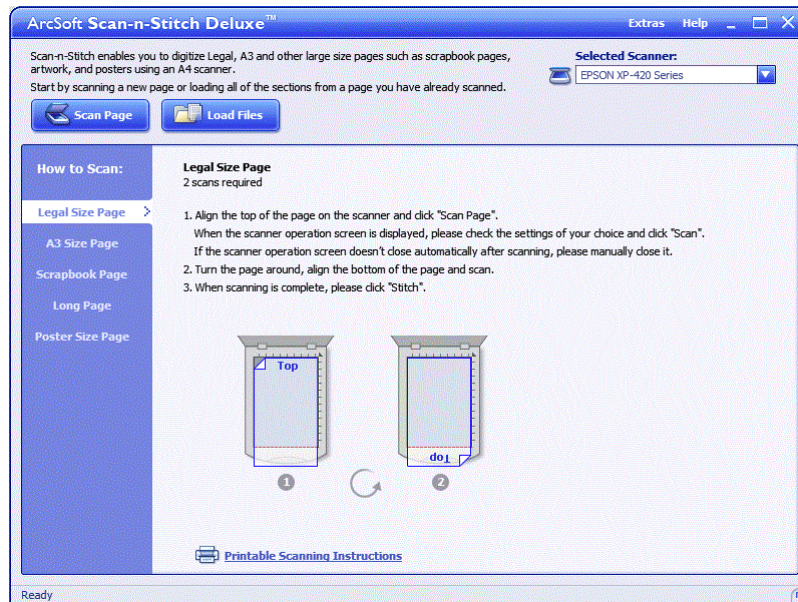 ArcSoft Scan-n-Stitch Deluxe™
Extras Help
Scan-n-Stitch enables you to digitize Legal, A3 and other large size pages such as scrapbook pages,
artwork, and posters using an A4 scanner.
Start by scanning a new page or loading all of the sections from a page you have already scanned.
Selected Scanner:
EPSON XP-420 Series
Scan Page
Load Files
How to Scan:
Legal Size Page
A3 Size Page
Scrapbook Page
Long Page
Poster Size Page
Legal Size Page
2 scans required
1. Align the top of the page on the scanner and click "Scan Page".
When the scanner operation screen is displayed, please check the settings of your choice and click "Scan".
If the scanner operation screen doesn't close automatically after scanning, please manually close it.
2. Turn the page around, align the bottom of the page and scan.
3. When scanning is complete, please click "Stitch".
Top
Top
1
2
Printable Scanning Instructions
Ready